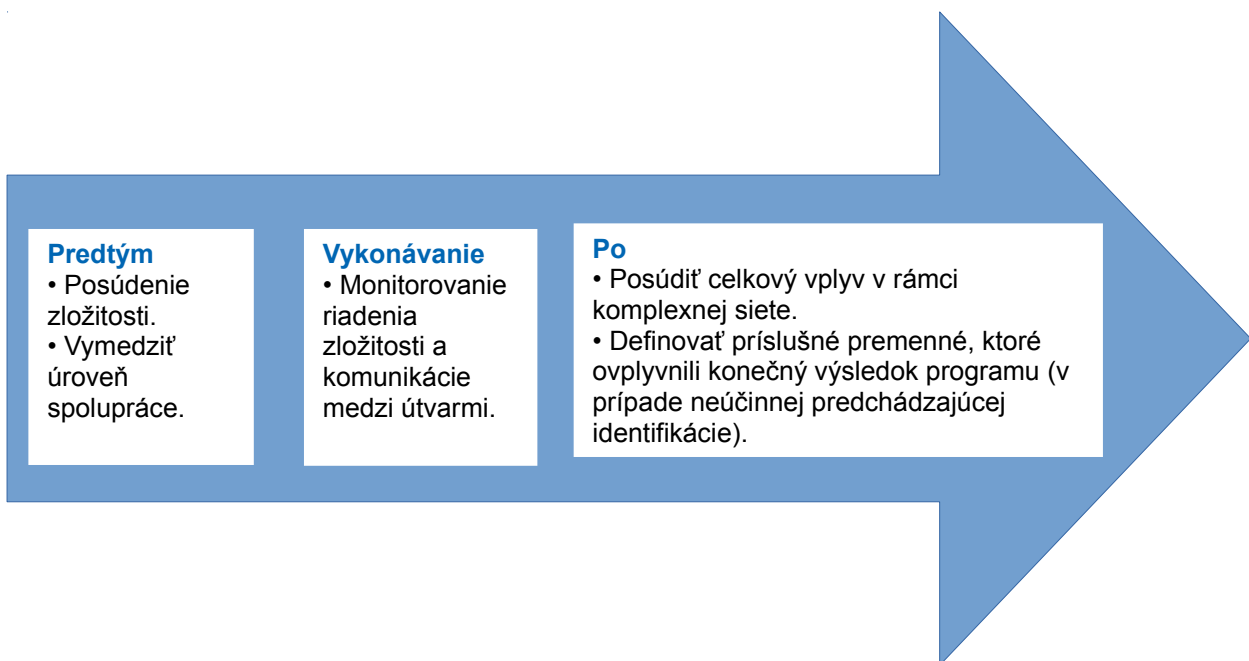 Predtým
• Posúdenie
zložitosti.
• Vymedziť
úroveň
spolupráce.
Vykonávanie
• Monitorovanie
riadenia
zložitosti a
komunikácie
medzi útvarmi.
Po
• Posúdiť celkový vplyv v rámci
komplexnej siete.
• Definovať príslušné premenné, ktoré
ovplyvnili konečný výsledok programu (v
prípade neúčinnej predchádzajúcej
identifikácie).